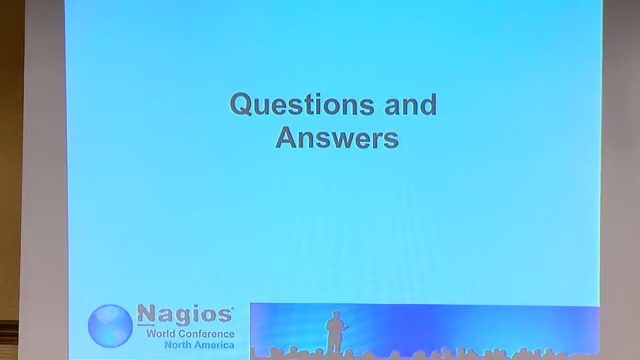 Questions and
Answers
Nagios®
World Conference
North America